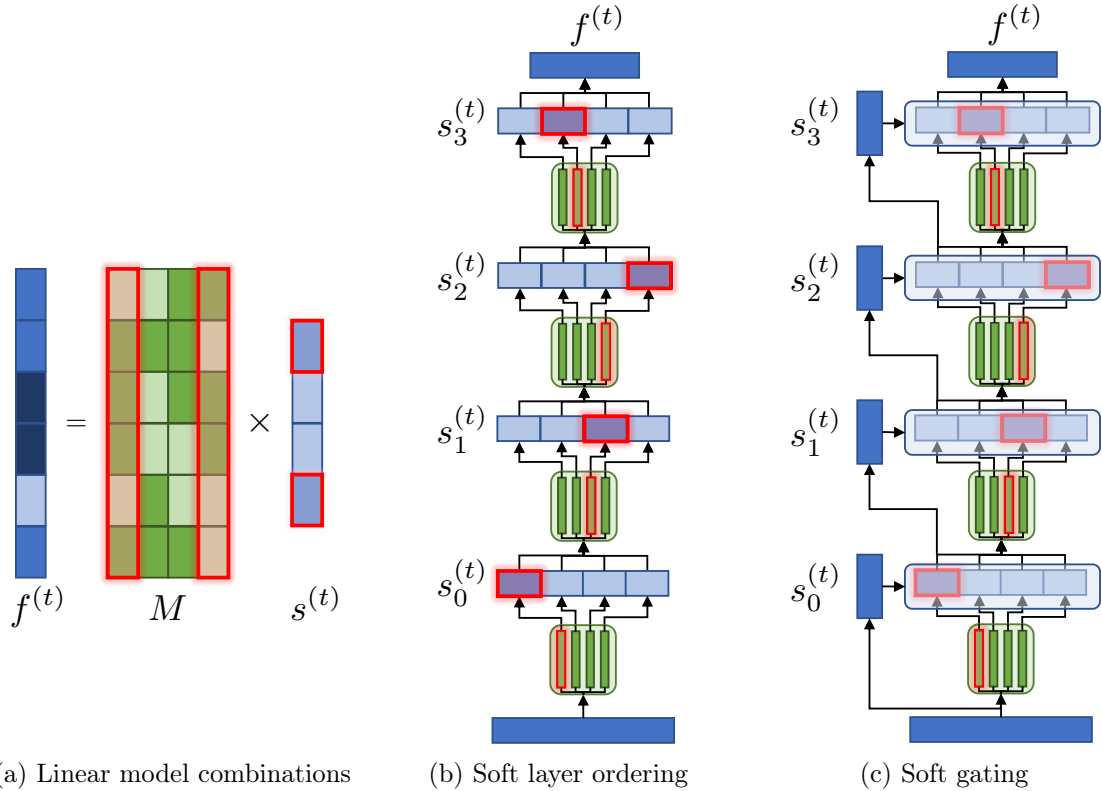 f^{(t)}
=
M
×
s^{(t)}
f^{(t)}
s_3^{(t)}
s_2^{(t)}
s_1^{(t)}
s_0^{(t)}
f^{(t)}
s_3^{(t)}
s_2^{(t)}
s_1^{(t)}
s_0^{(t)}
a) Linear model combinations
(b) Soft layer ordering
(c) Soft gating